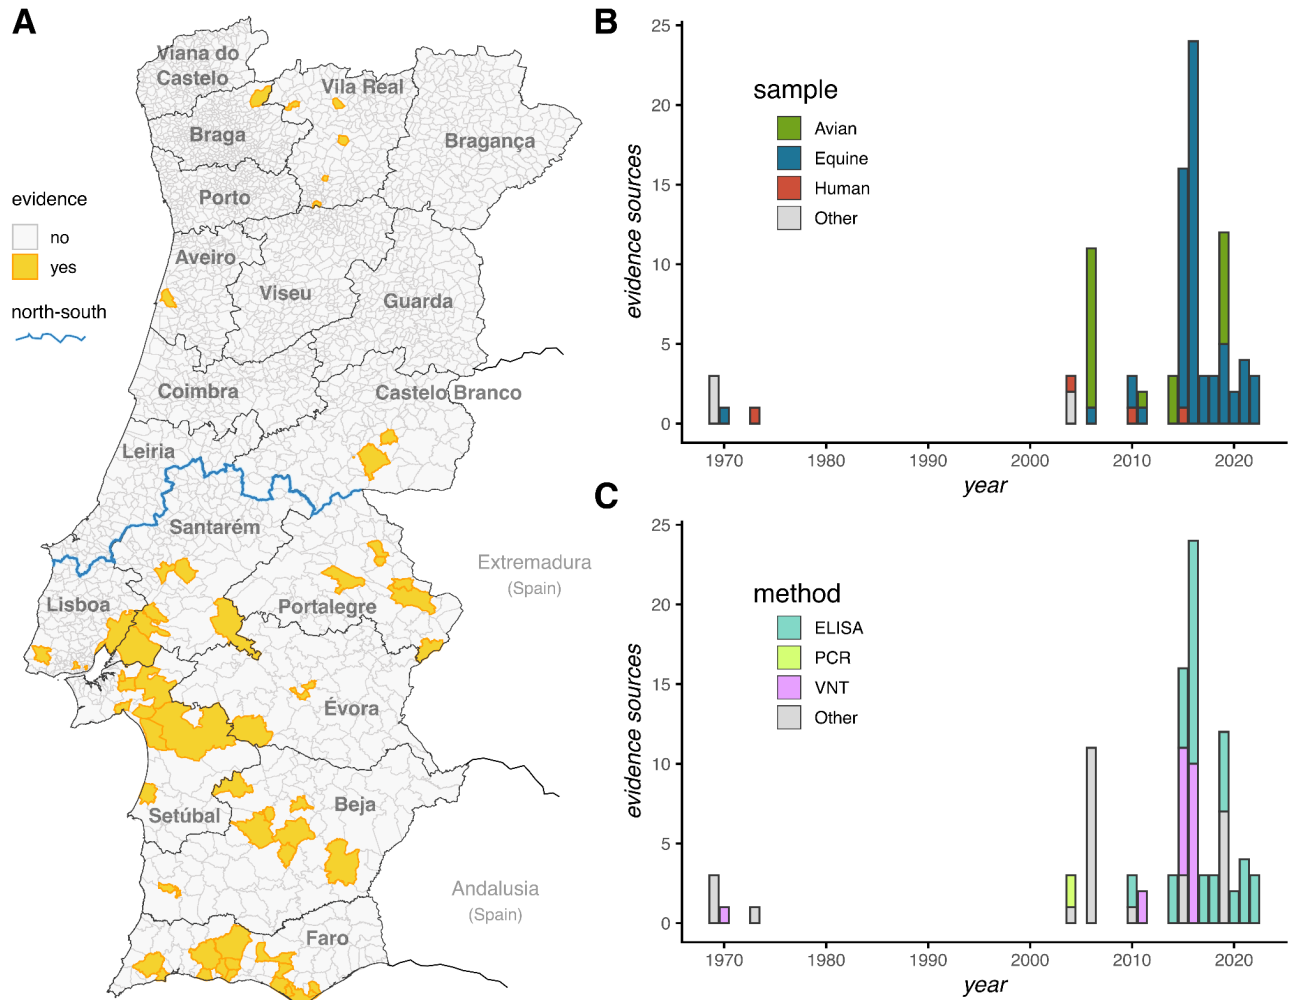 A
Viana do
Castelo
Vila Real
Braga
Bragança
Porto
evidence
no
yes
north-south
Aveiro
Viseu
Guarda
Coimbra
Castelo Branco
Leiria
Santarém
Extremadura
(Spain)
Lisboa
Portalegre
Évora
Setúbal
Beja
Andalusia
(Spain)
Faro
B
25
20
15
10
5
0
evidence sources
sample
Avian
Equine
Human
Other
1970
1980
1990
2000
2010
2020
year
C
25
20
15
10
5
0
evidence sources
method
ELISA
PCR
VNT
Other
1970
1980
1990
2000
2010
2020
year